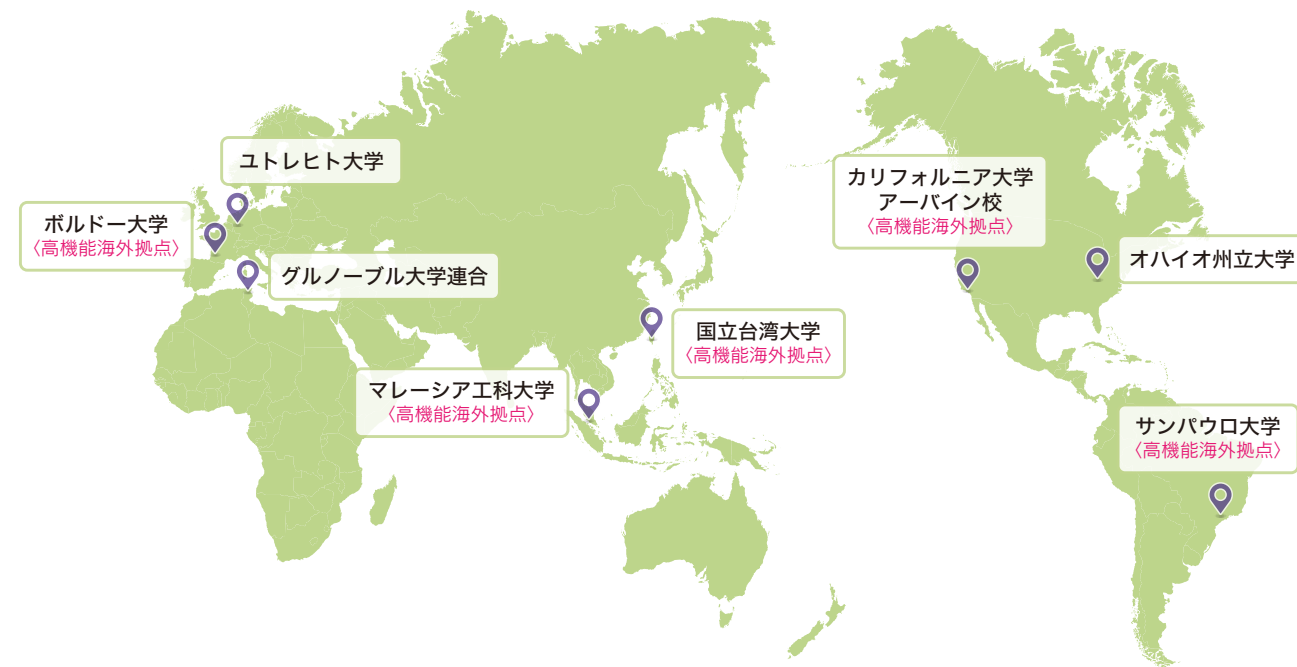 ユトレヒト大学
ボルドー大学
〈高機能海外拠点〉
グルノーブル大学連合
国立台湾大学
〈高機能海外拠点〉
マレーシア工科大学
〈高機能海外拠点〉
カリフォルニア大学
アーバイン校
〈高機能海外拠点〉
オハイオ州立大学
サンパウロ大学
〈高機能海外拠点〉